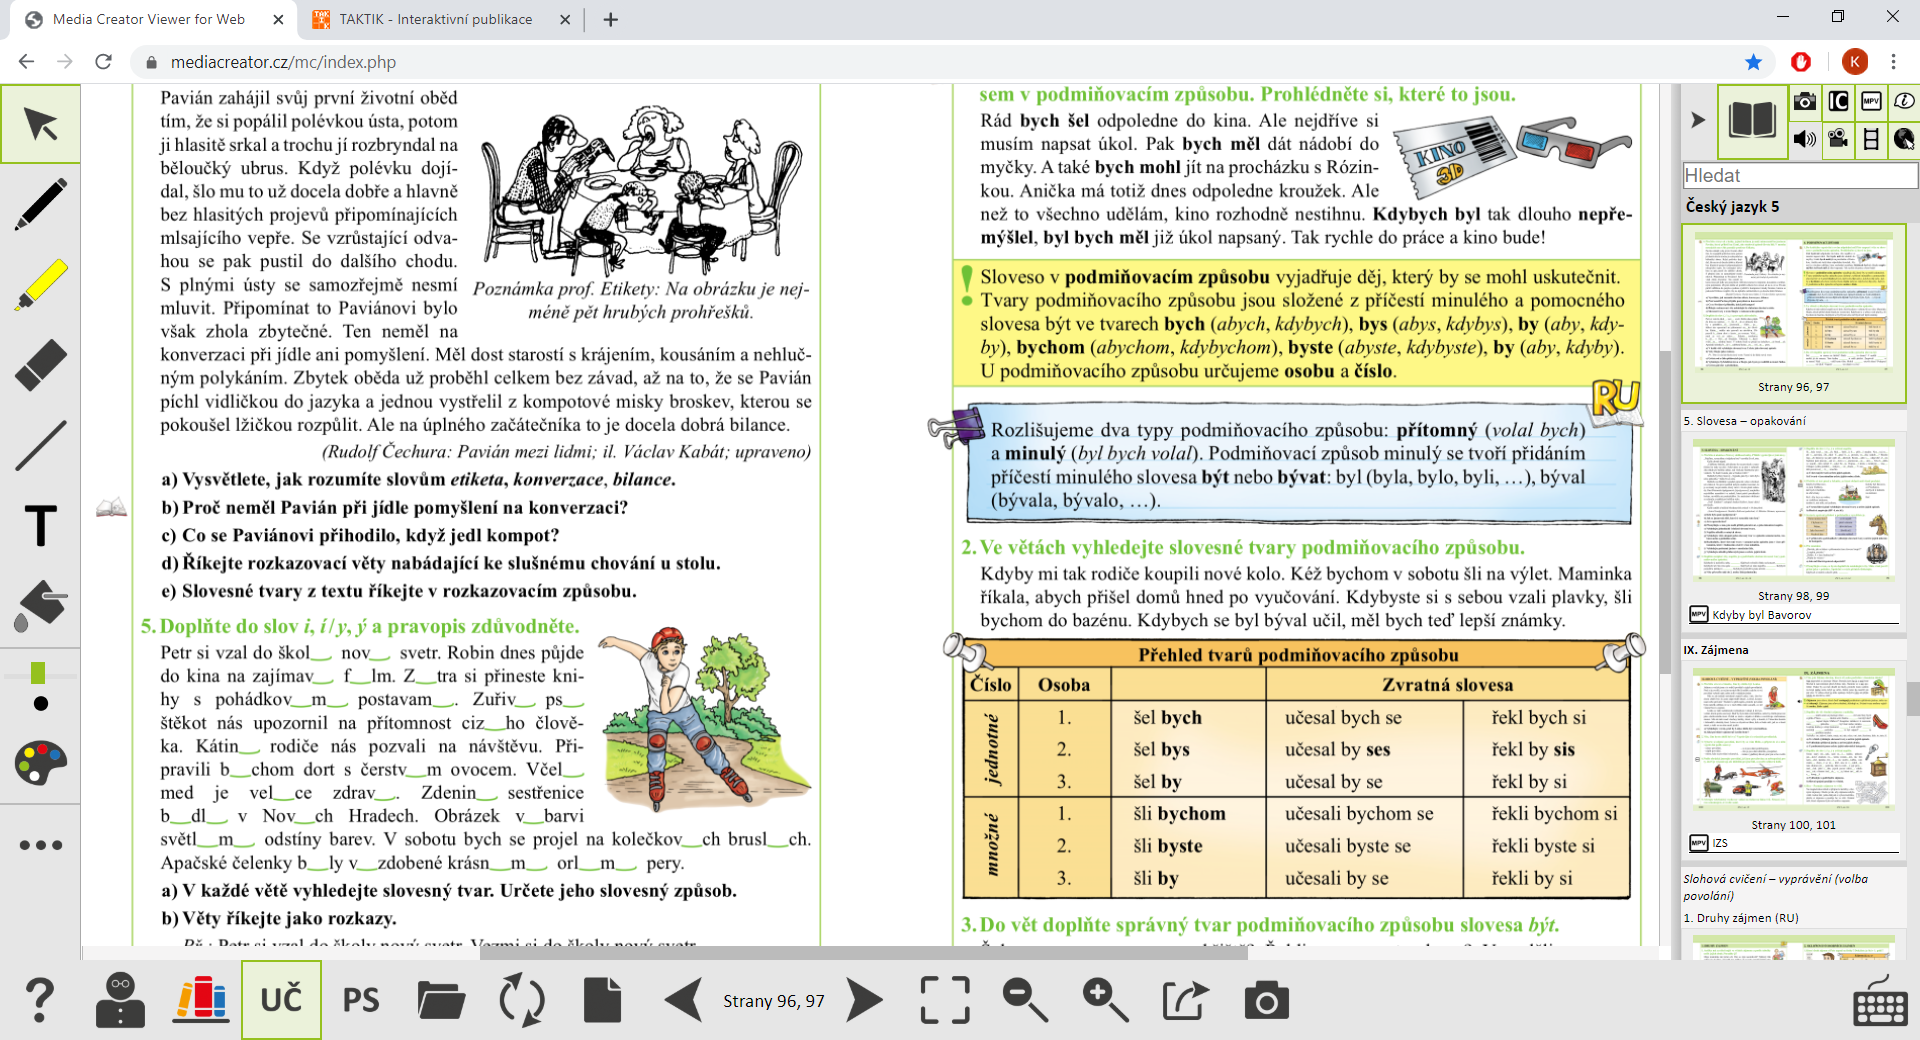 Media Creator Viewer for Web
TAKTIK - Interaktivní publikace
mediacreator.cz/mc/index.php
K
Pavián zahájil svůj první životní oběd
tím, že si popálil polévkou ústa, potom
ji hlasitě srkal a trochu jí rozbryndal na
běloučký ubrus. Když polévku dojí-
dal, šlo mu to už docela dobře a hlavně
bez hlasitých projevů připomínajících
mlsajícího vepře. Se vzrůstající odva-
hou se pak pustil do dalšího chodu.
S plnými ústy se samozřejmě nesmí
mluvit. Připomínat to Paviánovi bylo
však zhola zbytečné. Ten neměl na
konverzaci při jídle ani pomyšlení. Měl dost starostí s krájením, kousáním a nehluč-
ným polykáním. Zbytek oběda už proběhl celkem bez závad, až na to, že se Pavián
píchl vidličkou do jazyka a jednou vystřelil z kompotové misky broskev, kterou se
pokoušel lžičkou rozpůlit. Ale na úplného začátečníka to je docela dobrá bilance.
Poznámka prof. Etikety: Na obrázku je nej-
méně pět hrubých prohřešků.
(Rudolf Čechura: Pavián mezi lidmi; il. Václav Kabát; upraveno)
a) Vysvětlete, jak rozumíte slovům etiketa, konverzace, bilance.
b) Proč neměl Pavián při jídle pomyšlení na konverzaci?
c) Co se Paviánovi přihodilo, když jedl kompot?
d) Říkejte rozkazovací věty nabádající ke slušnému chování u stolu.
e) Slovesné tvary z textu říkejte v rozkazovacím způsobu.
5. Doplňte do slov i, í / y, ý a pravopis zdůvodněte.
Petr si vzal do škol__ nov__ svetr. Robin dnes půjde
do kina na zajímav__ f__lm. Z__tra si přineste kni-
hy s pohádkov__m__ postavam__. Zuřiv__ ps__
štěkot nás upozornil na přítomnost ciz__ho člově-
ka. Kátin__ rodiče nás pozvali na návštěvu. Při-
pravili b__chom dort s čerstv__m ovocem. Včel__
med je vel__ce zdrav__. Zdenin__ sestřenice
b__dl__ v Nov__ch Hradech. Obrázek v__barvi
světl__m__ odstíny barev. V sobotu bych se projel na kolečkov__ch brusl__ch.
Apačské čelenky b__ly v__zdobené krásn__m__ orl__m__ pery.
a) V každé větě vyhledejte slovesný tvar. Určete jeho slovesný způsob.
b) Věty říkejte jako rozkazy.
Př.: Petr si vzal do školy nový svetr. Vezmi si do školy nový svetr.
sem v podmiňovacím způsobu. Prohlédněte si, které to jsou.
Rád bych šel odpoledne do kina. Ale nejdříve si
musím napsat úkol. Pak bych měl dát nádobí do
myčky. A také bych mohl jít na procházku s Rózin-
kou. Anička má totiž dnes odpoledne kroužek. Ale
než to všechno udělám, kino rozhodně nestihnu. Kdybych byl tak dlouho nepře-
mýšlel, byl bych měl již úkol napsaný. Tak rychle do práce a kino bude!
KINO
3D
! Sloveso v podmiňovacím způsobu vyjadřuje děj, který by se mohl uskutečnit.
Tvary podmiňovacího způsobu jsou složené z příčestí minulého a pomocného
slovesa být ve tvarech bych (abych, kdybych), bys (abys, kdybys), by (aby, kdy-
by), bychom (abychom, kdybychom), byste (abyste, kdybyste), by (aby, kdyby).
U podmiňovacího způsobu určujeme osobu a číslo.
RU
Rozlišujeme dva typy podmiňovacího způsobu: přítomný (volal bych)
a minulý (byl bych volal). Podmiňovací způsob minulý se tvoří přidáním
příčestí minulého slovesa být nebo bývat: byl (byla, bylo, byli, …), býval
(bývala, bývalo, …).
2. Ve větách vyhledejte slovesné tvary podmiňovacího způsobu.
Kdyby mi tak rodiče koupili nové kolo. Kéž bychom v sobotu šli na výlet. Maminka
říkala, abych přišel domů hned po vyučování. Kdybyste si s sebou vzali plavky, šli
bychom do bazénu. Kdybych se byl býval učil, měl bych teď lepší známky.
Přehled tvarů podmiňovacího způsobu
Číslo Osoba Zvratná slovesa
jednotné
1. šel bych učesal bych se řekl bych si
2. šel bys učesal by ses řekl by sis
3. šel by učesal by se řekl by si
množné
1. šli bychom učesali bychom se řekli bychom si
2. šli byste učesali byste se řekli byste si
3. šli by učesali by se řekli by si
3. Do vět doplňte správný tvar podmiňovacího způsobu slovesa být.
MPV
Hledat
Český jazyk 5
Strany 96, 97
5. Slovesa – opakování
Strany 98, 99
MPV Kdyby byl Bavorov
IX. Zájmena
Strany 100, 101
MPV IZS
Slohová cvičení – vyprávění (volba
povolání)
1. Druhy zájmen (RU)
T
?
UČ
PS
Strany 96, 97